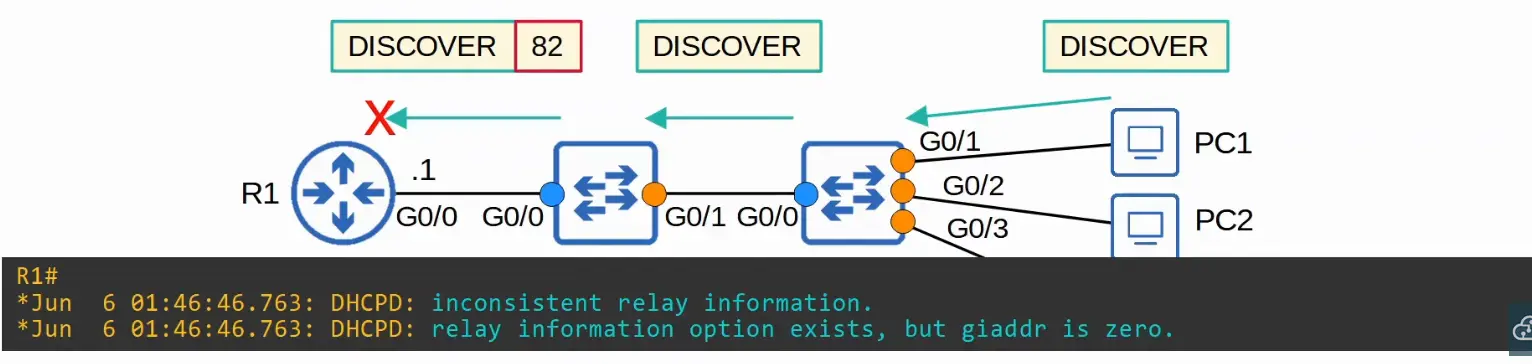 DISCOVER 82 DISCOVER DISCOVER
X
G0/1 PC1
R1 .1
G0/2
G0/0 G0/0 G0/1 G0/0 PC2
G0/3
R1#
*Jun  6 01:46:46.763: DHCPD: inconsistent relay information.
*Jun  6 01:46:46.763: DHCPD: relay information option exists, but giaddr is zero.